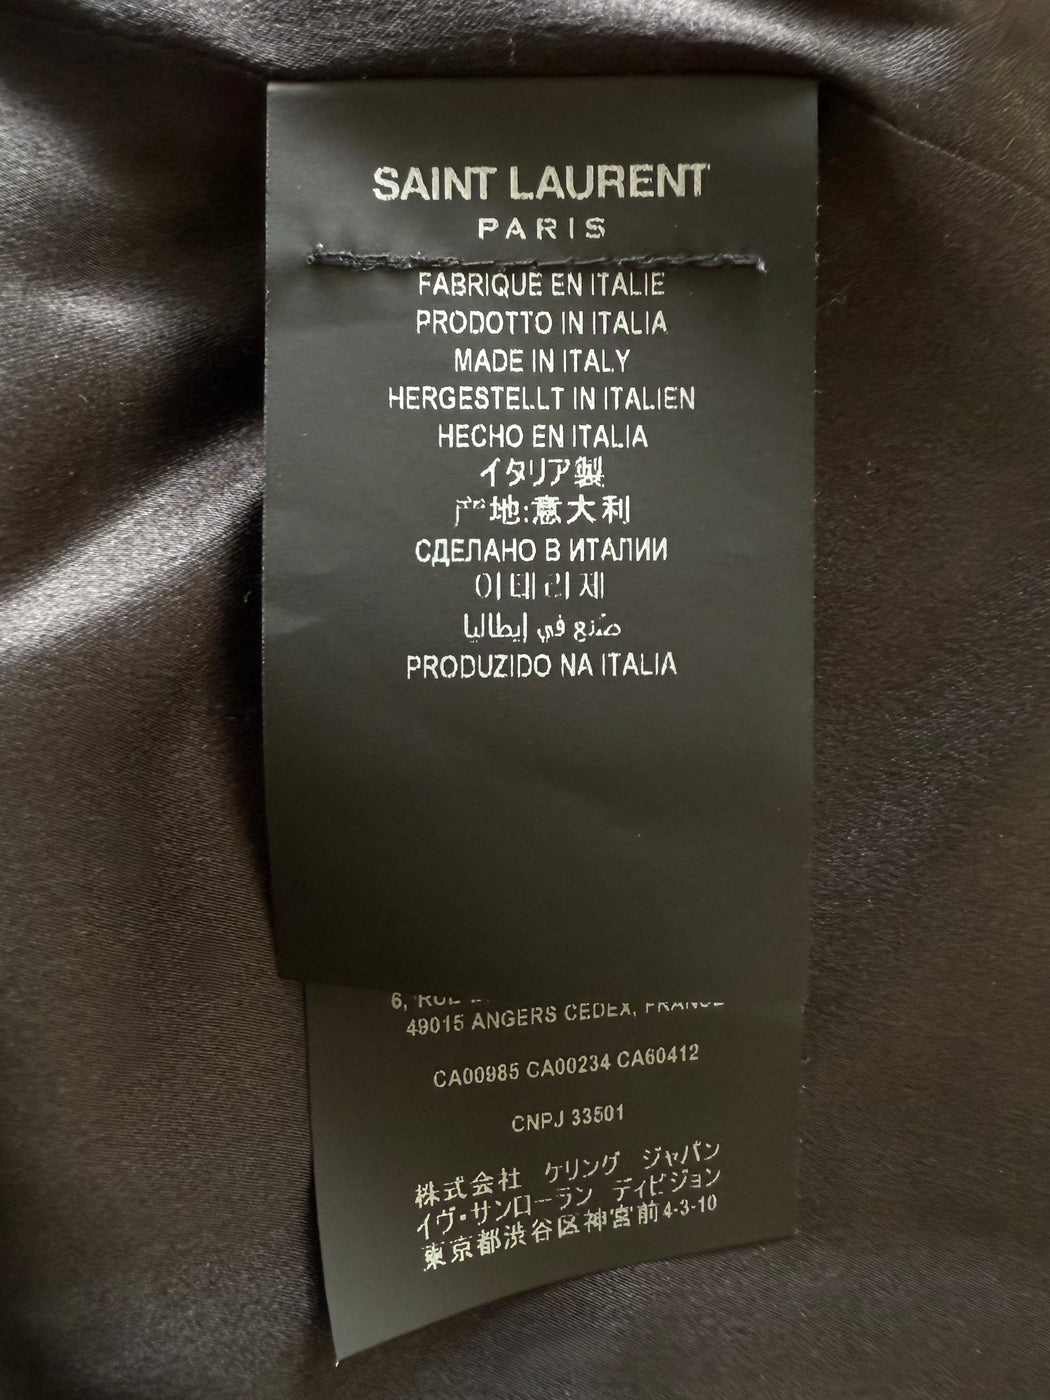 SAINT LAURENT
PARIS
FABRIQUÉ EN ITALIE
PRODOTTO IN ITALIA
MADE IN ITALY
HERGESTELLT IN ITALIEN
HECHO EN ITALIA
イタリア製
产地:意大利
СДЕЛАНО В ИТАЛИИ
이태리제
صنع في إيطاليا
PRODUZIDO NA ITALIA
6, RUE
49015 ANGERS CEDEX, FRANCE
CA00985 CA00234 CA60412
CNPJ 33501
株式会社 ケリング ジャパン
イヴ・サンローラン ディビジョン
東京都渋谷区神宮前4-3-10